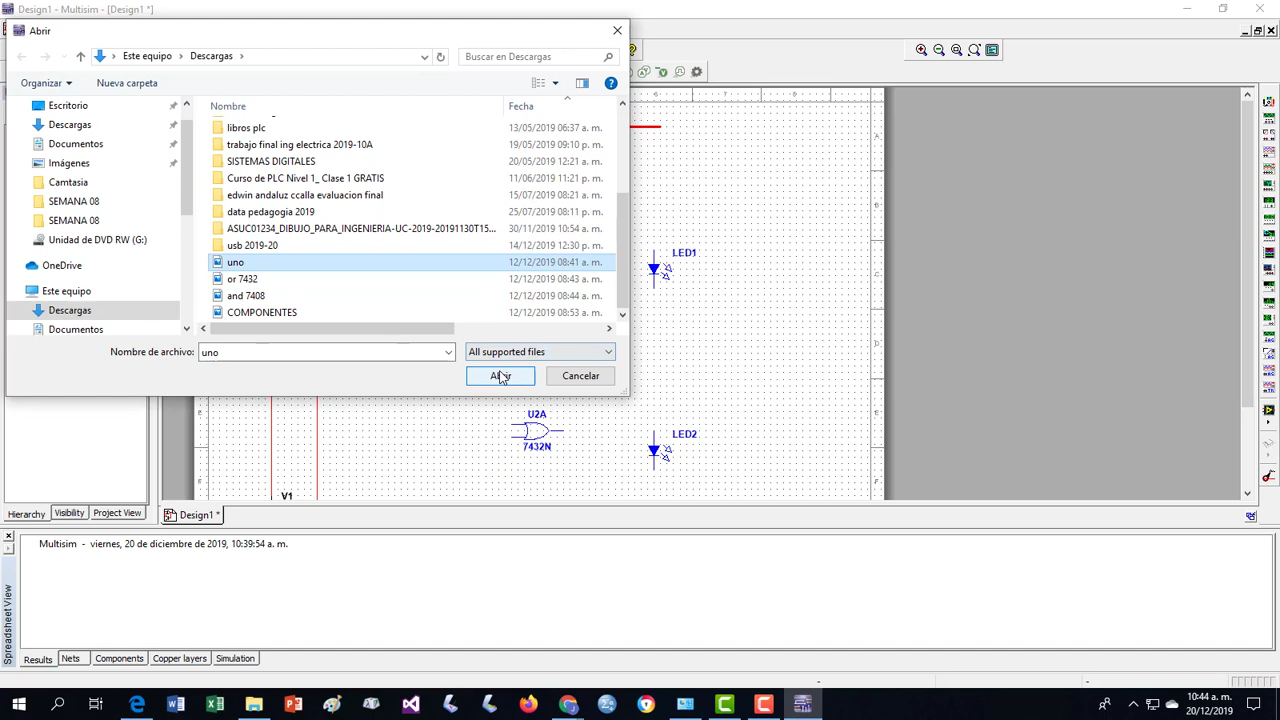 Design1 - Multisim - [Design1 *]
Abrir
Este equipo > Descargas >
Buscar en Descargas
Organizar
Nueva carpeta
Escritorio
Descargas
Documentos
Imágenes
Camtasia
SEMANA 08
SEMANA 08
Unidad de DVD RW (G:)
OneDrive
Este equipo
Descargas
Documentos
Nombre
Fecha
libros plc
13/05/2019 06:37 a. m.
trabajo final ing electrica 2019-10A
19/05/2019 09:10 p. m.
SISTEMAS DIGITALES
20/05/2019 12:21 a. m.
Curso de PLC Nivel 1_ Clase 1 GRATIS
11/06/2019 11:21 p. m.
edwin andaluz ccalla evaluacion final
15/07/2019 08:21 a. m.
data pedagogia 2019
25/07/2019 08:11 p. m.
ASUC01234_DIBUJO_PARA_INGENIERIA-UC-2019-20191130T15...
30/11/2019 10:54 a. m.
usb 2019-20
14/12/2019 12:30 p. m.
uno
12/12/2019 08:41 a. m.
or 7432
12/12/2019 08:43 a. m.
and 7408
12/12/2019 08:44 a. m.
COMPONENTES
12/12/2019 08:53 a. m.
Nombre de archivo:
uno
All supported files
Abrir
Cancelar
6
7
8
A
B
C
D
E
F
E
F
LED1
U2A
7432N
LED2
V1
Hierarchy
Visibility
Project View
Design1 *
Multisim - viernes, 20 de diciembre de 2019, 10:39:54 a. m.
Spreadsheet View
Results
Nets
Components
Copper layers
Simulation
-
-
10:44 a. m.
20/12/2019